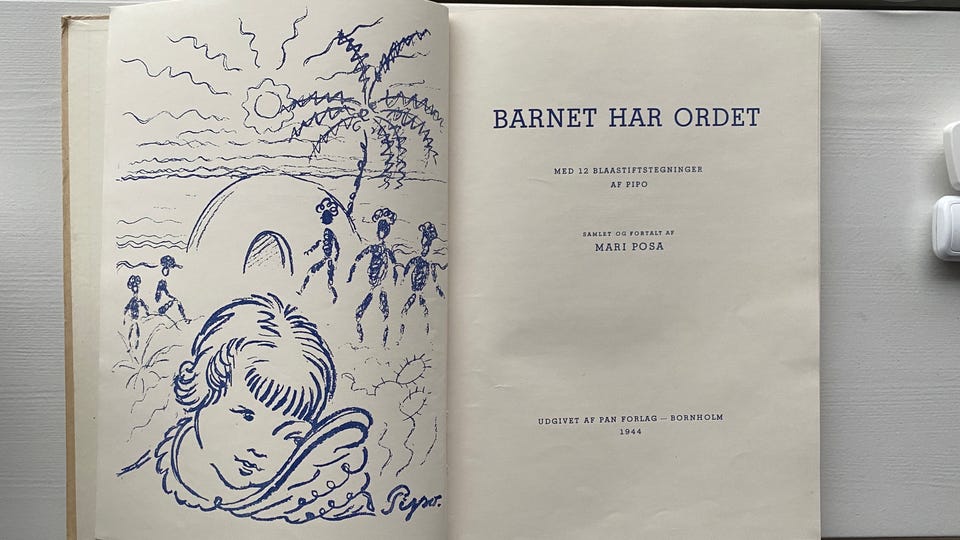 Pipo.
BARNET HAR ORDET
MED 12 BLAASTIFTSTEGNINGER
AF PIPO
SAMLET OG FORTALT AF
MARI POSA
UDGIVET AF PAN FORLAG — BORNHOLM
1944